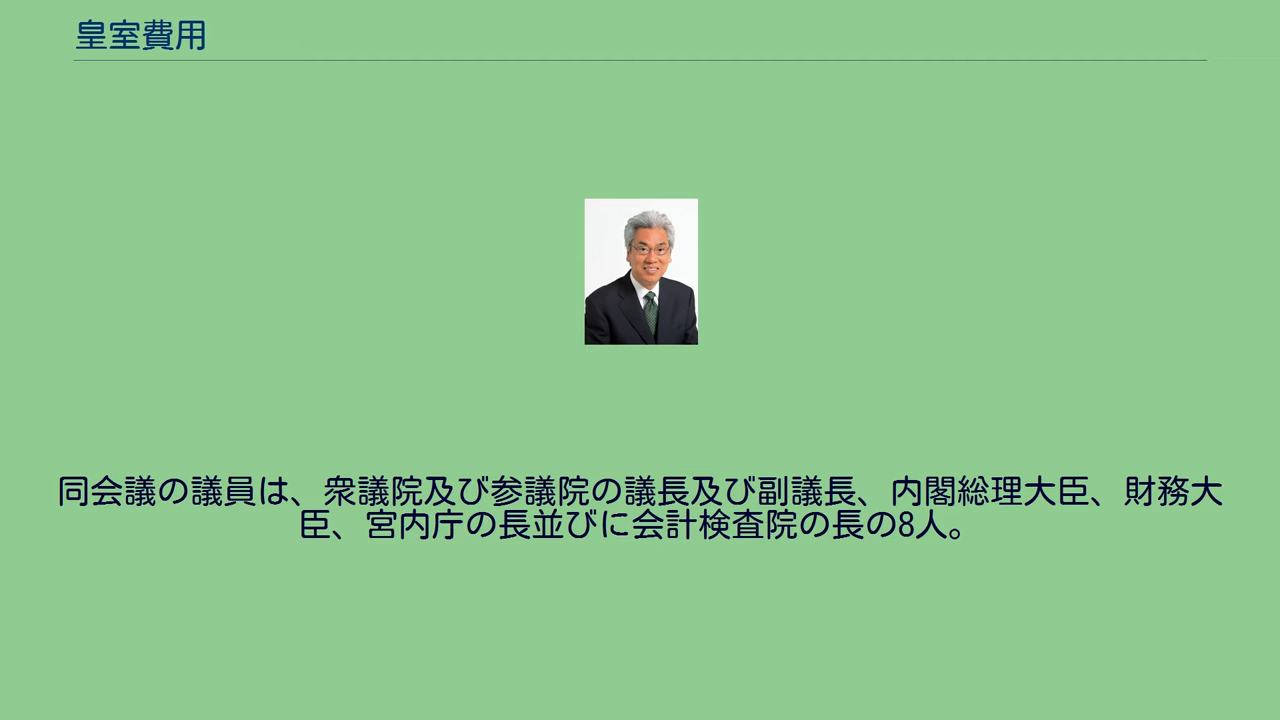 皇室費用
同会議の議員は、衆議院及び参議院の議長及び副議長、内閣総理大臣、財務大
臣、宮内庁の長並びに会計検査院の長の8人。